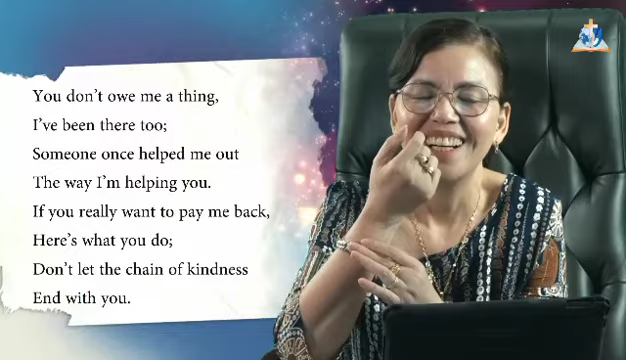 You don't owe me a thing,
I've been there too;
Someone once helped me out
The way I'm helping you.
If you really want to pay me back,
Here's what you do;
Don't let the chain of kindness
End with you.